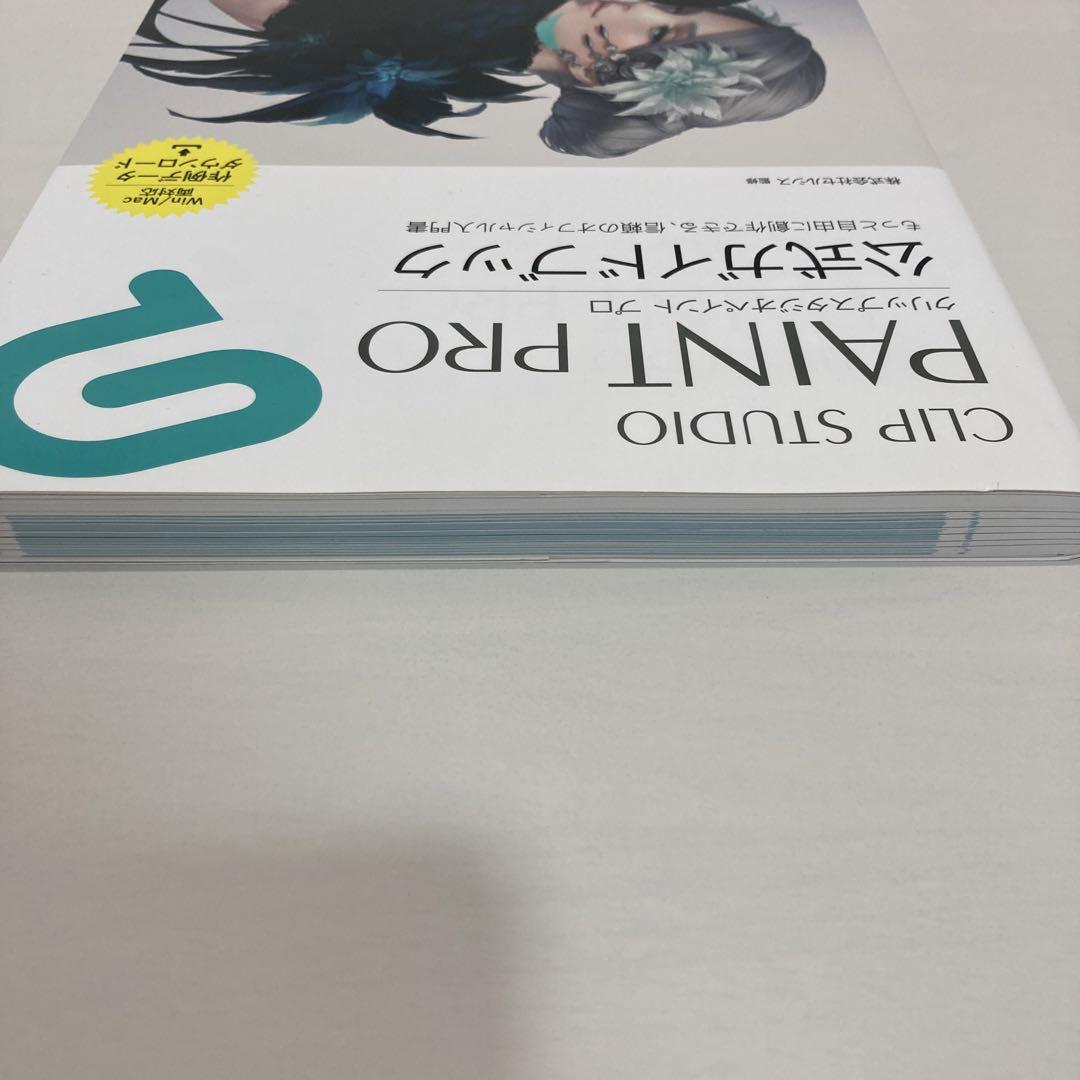 CLIP STUDIO
PAINT PRO
クリップスタジオペイント プロ
公式ガイドブック
もっと自由に創作できる、信頼のオフィシャル入門書
株式会社セルシス 監修
Win/Mac
両対応
作例データ
ダウンロード